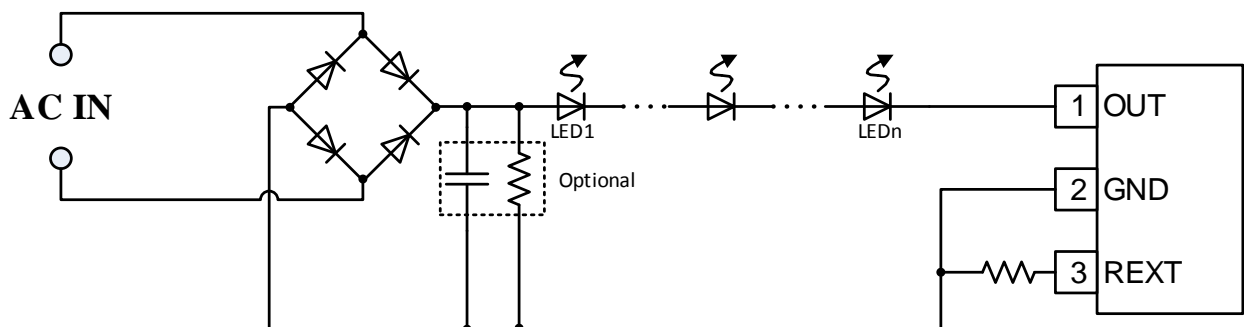 AC IN
LED1
LEDn
Optional
1 OUT
2 GND
3 REXT